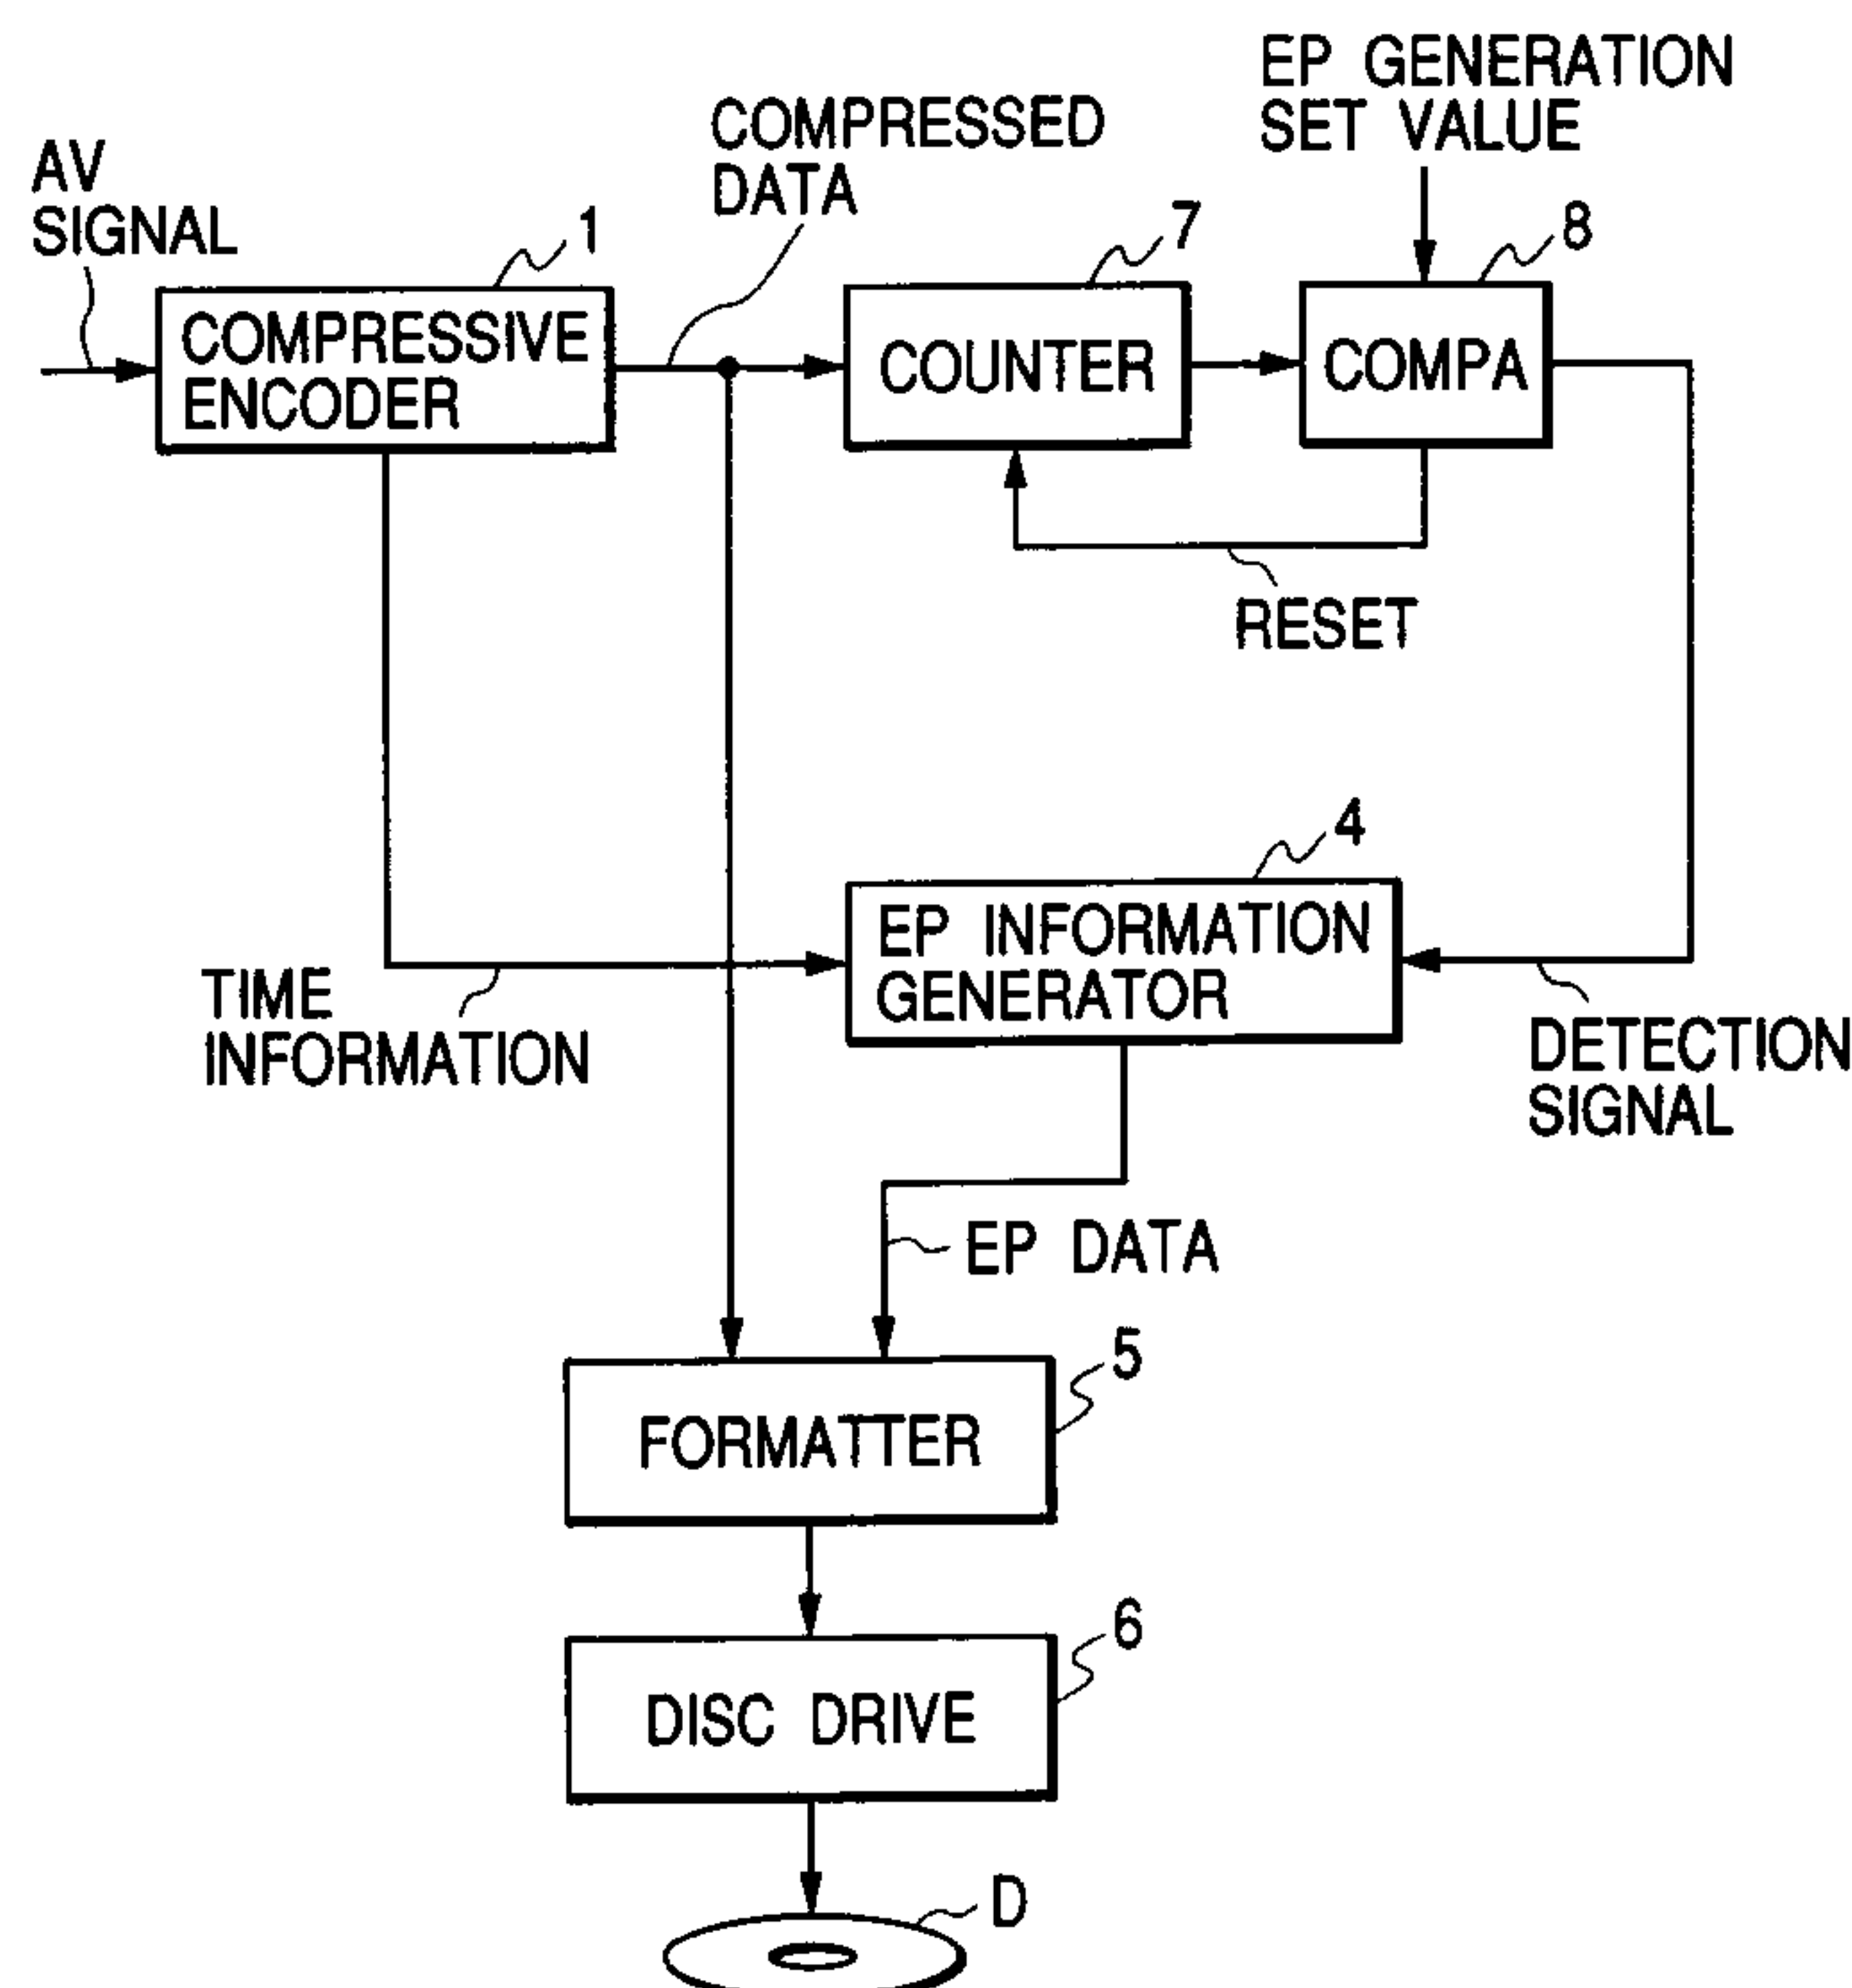 EP GENERATION
SET VALUE
COMPRESSED
DATA
AV
SIGNAL
1
7
8
COMPRESSIVE
ENCODER
COUNTER
COMPA
RESET
4
EP INFORMATION
GENERATOR
TIME
INFORMATION
DETECTION
SIGNAL
EP DATA
5
FORMATTER
6
DISC DRIVE
D